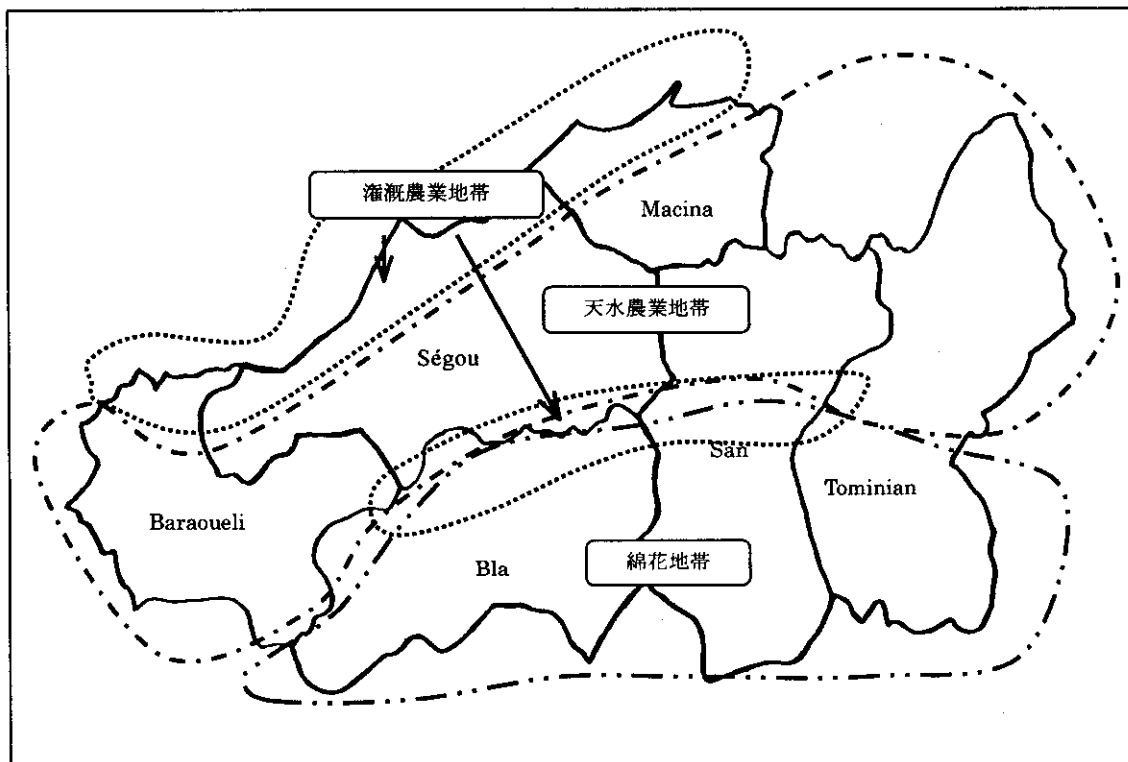 灌漑農業地帯
Macina
天水農業地帯
Ségou
San
Tominian
Baraoueli
Bla
綿花地帯